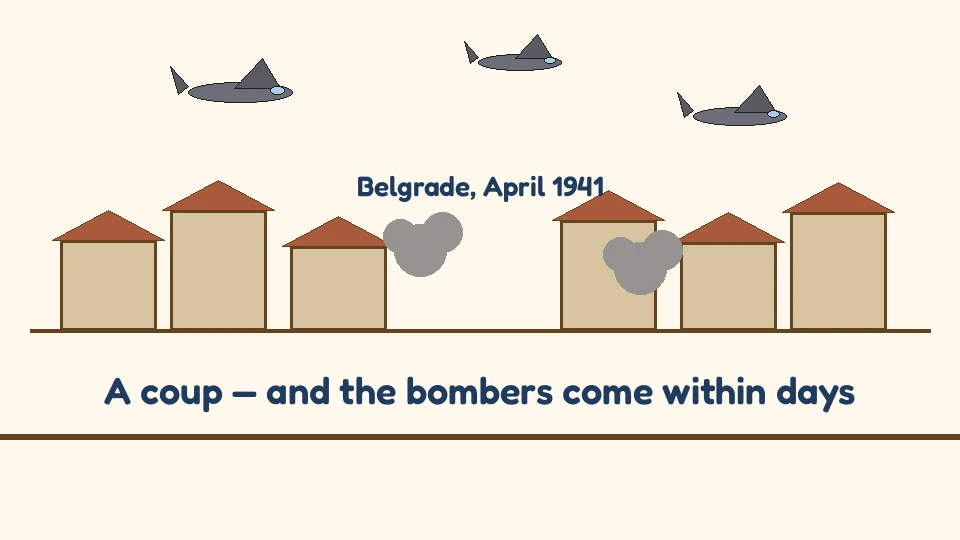 Belgrade, April 1941
A coup — and the bombers come within days